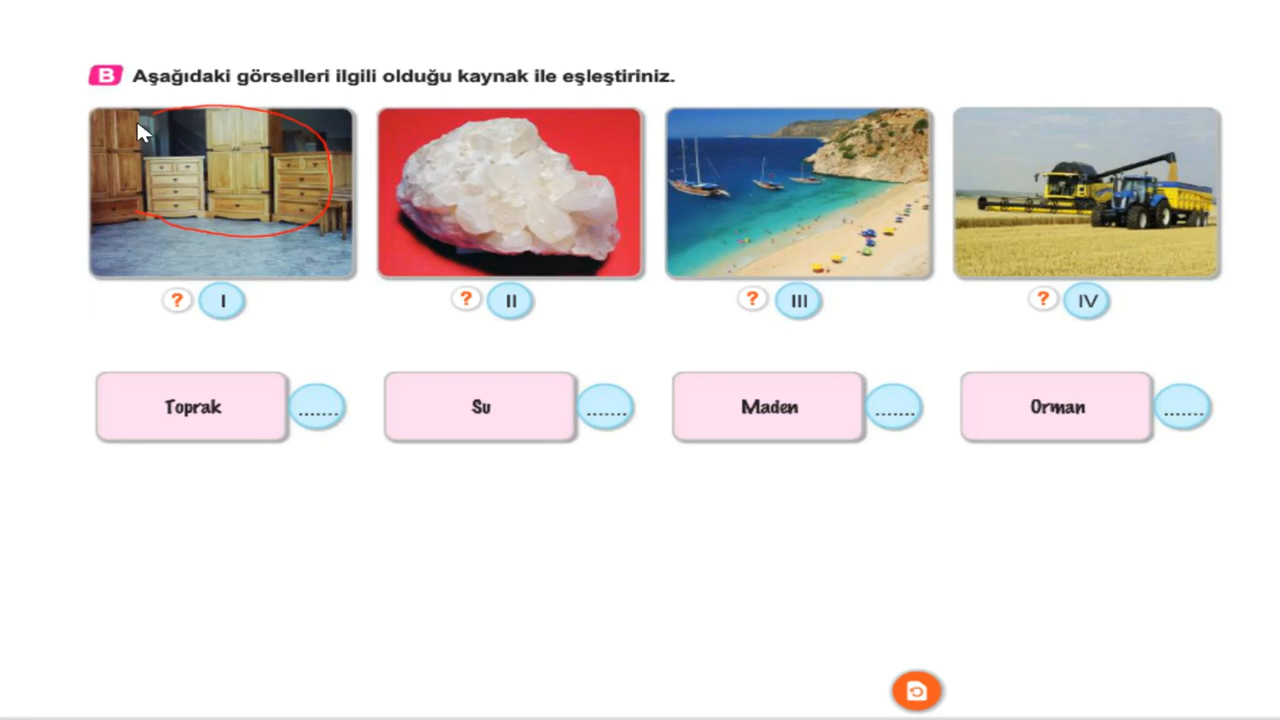 B Aşağıdaki görselleri ilgili olduğu kaynak ile eşleştiriniz.
? I ? II ? III ? IV
Toprak ....... Su ....... Maden ....... Orman .......